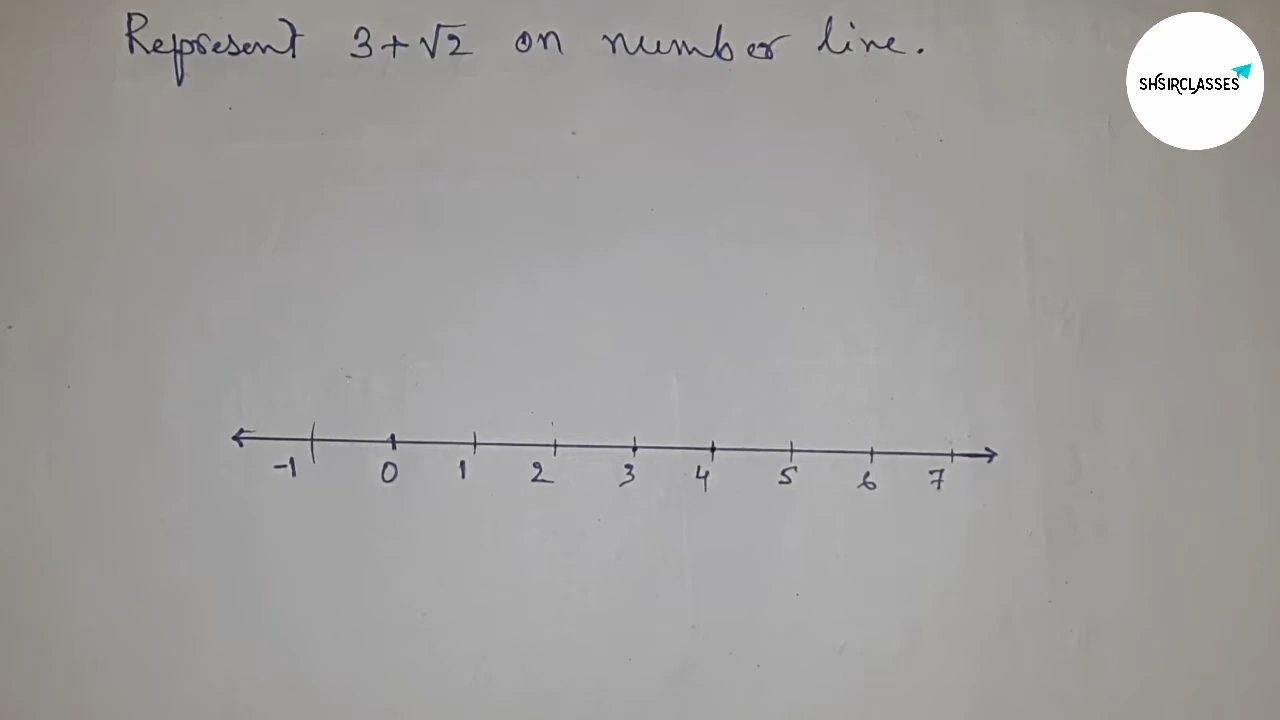 Represent 3+√2 on number line.
SHSIRCLASSES
-1 0 1 2 3 4 5 6 7